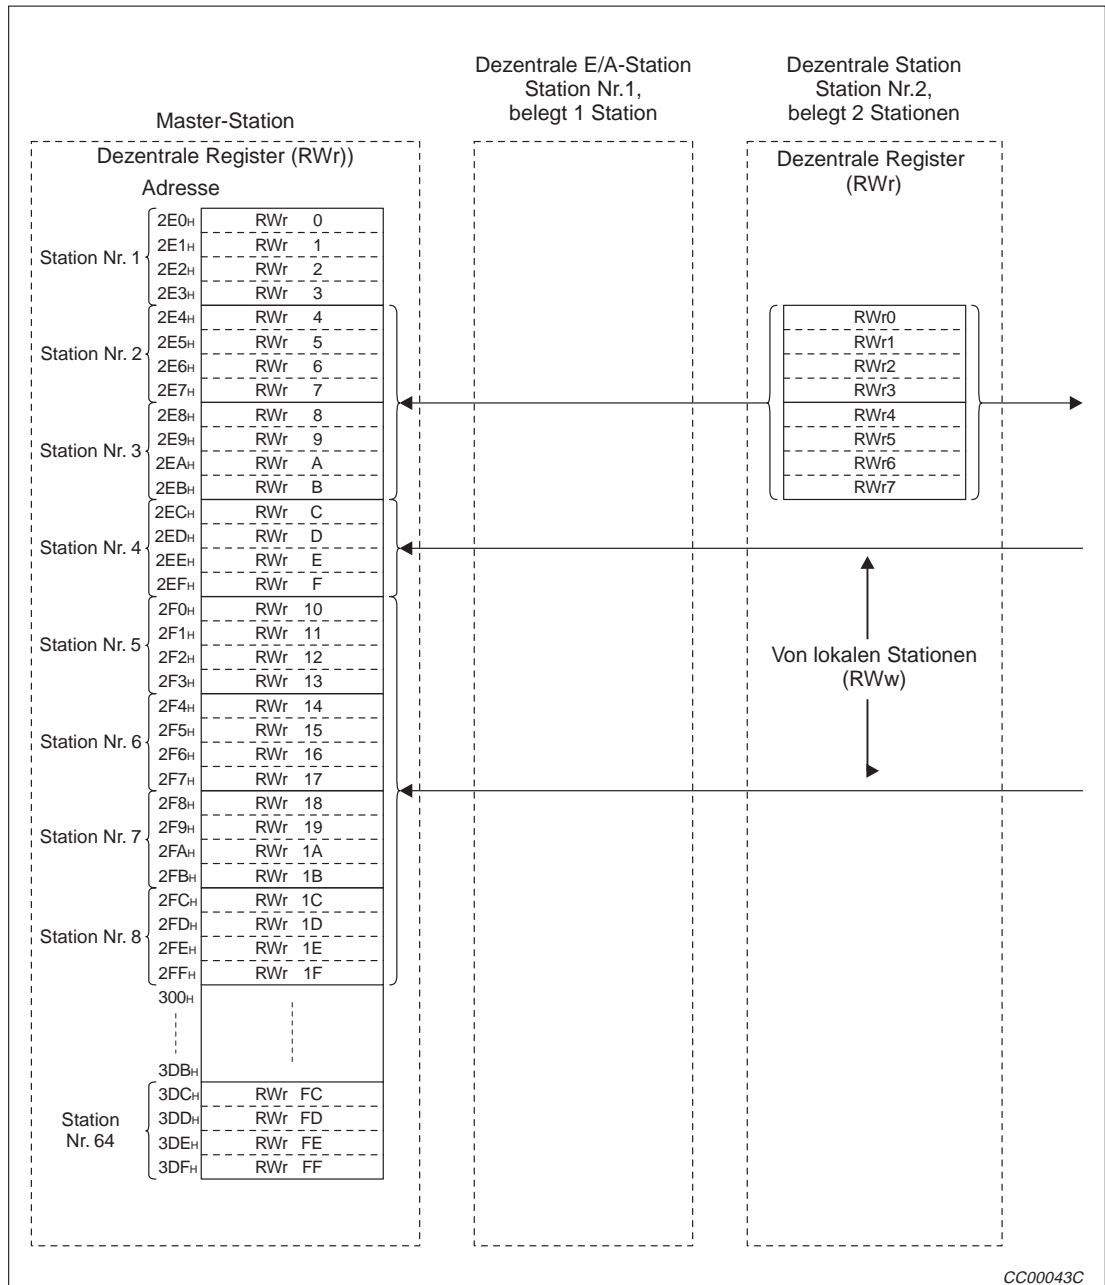 Dezentrale E/A-Station
Station Nr.1,
belegt 1 Station
Dezentrale Station
Station Nr.2,
belegt 2 Stationen
Master-Station
Dezentrale Register (RWr))
Dezentrale Register
(RWr)
Adresse
Station Nr. 1
2E0H RWr 0
2E1H RWr 1
2E2H RWr 2
2E3H RWr 3
Station Nr. 2
2E4H RWr 4
2E5H RWr 5
2E6H RWr 6
2E7H RWr 7
Station Nr. 3
2E8H RWr 8
2E9H RWr 9
2EAH RWr A
2EBH RWr B
RWr0
RWr1
RWr2
RWr3
RWr4
RWr5
RWr6
RWr7
Station Nr. 4
2ECH RWr C
2EDH RWr D
2EEH RWr E
2EFH RWr F
Station Nr. 5
2F0H RWr 10
2F1H RWr 11
2F2H RWr 12
2F3H RWr 13
Von lokalen Stationen
(RWw)
Station Nr. 6
2F4H RWr 14
2F5H RWr 15
2F6H RWr 16
2F7H RWr 17
Station Nr. 7
2F8H RWr 18
2F9H RWr 19
2FAH RWr 1A
2FBH RWr 1B
Station Nr. 8
2FCH RWr 1C
2FDH RWr 1D
2FEH RWr 1E
2FFH RWr 1F
300H
3DBH
Station
Nr. 64
3DCH RWr FC
3DDH RWr FD
3DEH RWr FE
3DFH RWr FF
CC00043C